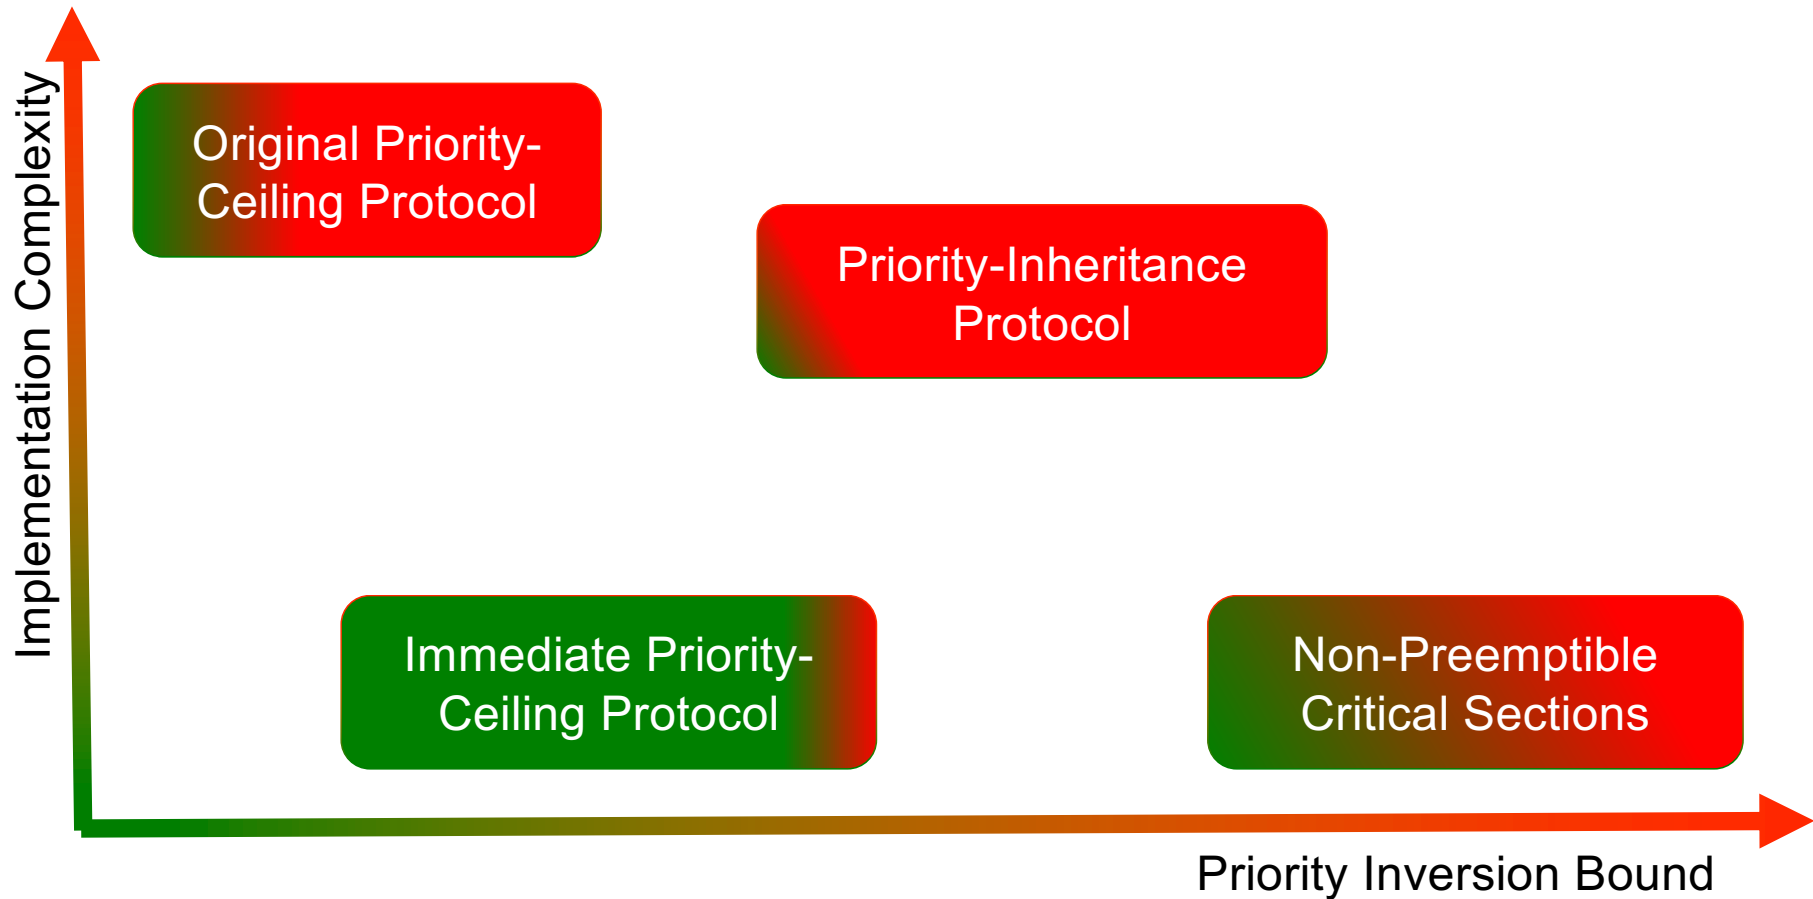 Implementation Complexity
Original Priority-
Ceiling Protocol
Priority-Inheritance
Protocol
Immediate Priority-
Ceiling Protocol
Non-Preemptible
Critical Sections
Priority Inversion Bound